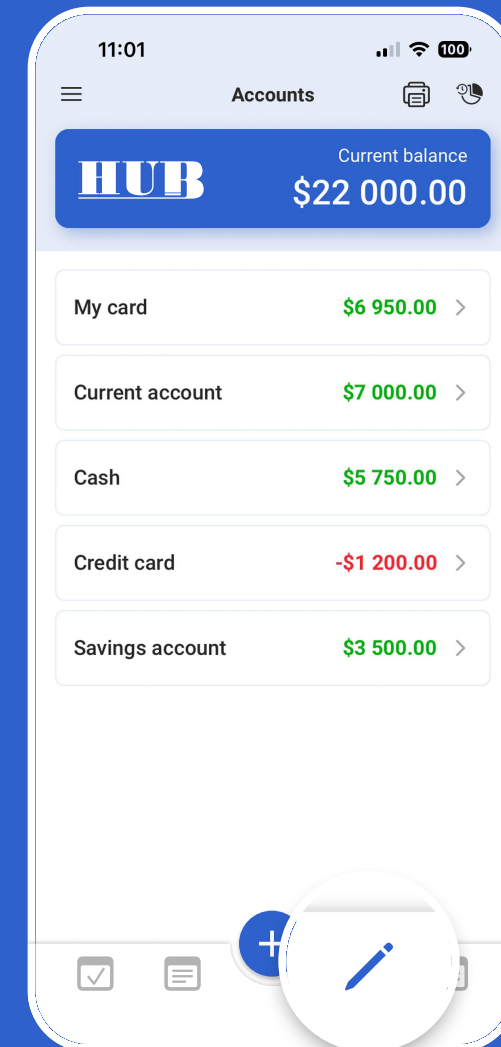 11:01
100
Accounts
HUB
Current balance
$22 000.00
My card $6 950.00
Current account $7 000.00
Cash $5 750.00
Credit card -$1 200.00
Savings account $3 500.00